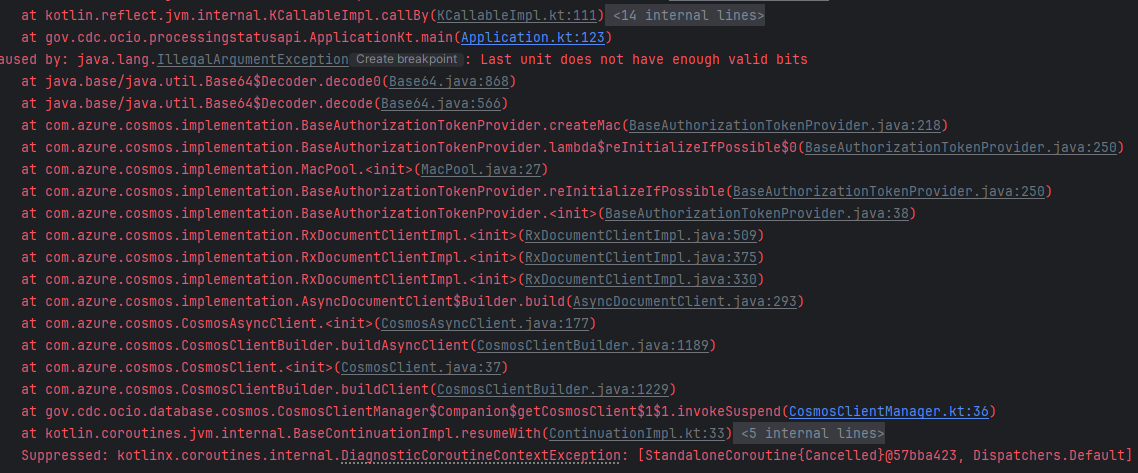 at kotlin.reflect.jvm.internal.KCallableImpl.callBy(KCallableImpl.kt:111) <14 internal lines>
at gov.cdc.ocio.processingstatusapi.ApplicationKt.main(Application.kt:123)
aused by: java.lang.IllegalArgumentException Create breakpoint : Last unit does not have enough valid bits
at java.base/java.util.Base64$Decoder.decode0(Base64.java:868)
at java.base/java.util.Base64$Decoder.decode(Base64.java:566)
at com.azure.cosmos.implementation.BaseAuthorizationTokenProvider.createMac(BaseAuthorizationTokenProvider.java:218)
at com.azure.cosmos.implementation.BaseAuthorizationTokenProvider.lambda$reInitializeIfPossible$0(BaseAuthorizationTokenProvider.java:250)
at com.azure.cosmos.implementation.MacPool.<init>(MacPool.java:27)
at com.azure.cosmos.implementation.BaseAuthorizationTokenProvider.reInitializeIfPossible(BaseAuthorizationTokenProvider.java:250)
at com.azure.cosmos.implementation.BaseAuthorizationTokenProvider.<init>(BaseAuthorizationTokenProvider.java:38)
at com.azure.cosmos.implementation.RxDocumentClientImpl.<init>(RxDocumentClientImpl.java:509)
at com.azure.cosmos.implementation.RxDocumentClientImpl.<init>(RxDocumentClientImpl.java:375)
at com.azure.cosmos.implementation.RxDocumentClientImpl.<init>(RxDocumentClientImpl.java:330)
at com.azure.cosmos.implementation.AsyncDocumentClient$Builder.build(AsyncDocumentClient.java:293)
at com.azure.cosmos.CosmosAsyncClient.<init>(CosmosAsyncClient.java:177)
at com.azure.cosmos.CosmosClientBuilder.buildAsyncClient(CosmosClientBuilder.java:1189)
at com.azure.cosmos.CosmosClient.<init>(CosmosClient.java:37)
at com.azure.cosmos.CosmosClientBuilder.buildClient(CosmosClientBuilder.java:1229)
at gov.cdc.ocio.database.cosmos.CosmosClientManager$Companion$getCosmosClient$1$1.invokeSuspend(CosmosClientManager.kt:36)
at kotlin.coroutines.jvm.internal.BaseContinuationImpl.resumeWith(ContinuationImpl.kt:33) <5 internal lines>
Suppressed: kotlinx.coroutines.internal.DiagnosticCoroutineContextException: [StandaloneCoroutine{Cancelled}@57bba423, Dispatchers.Default]